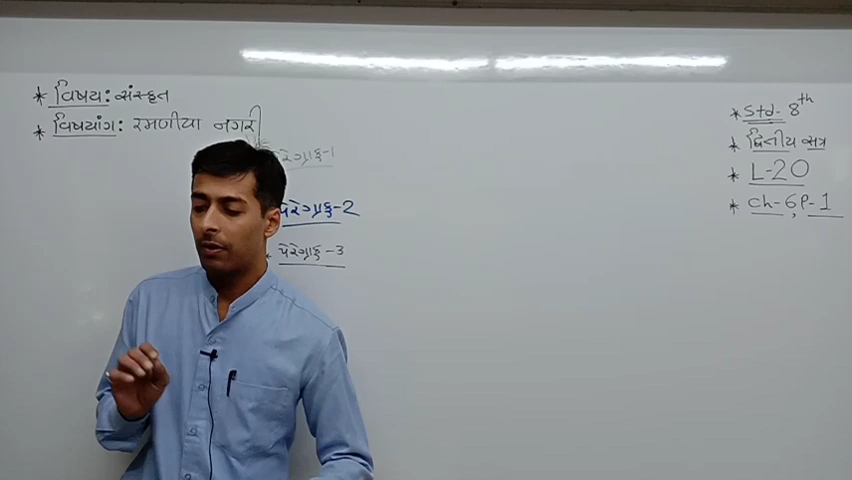 * વિષય: સંસ્કૃત
* વિષયાંગ: રમણીયા નગરી
પેરેગ્રાફ-1
પેરેગ્રાફ-2
* પેરેગ્રાફ-3
* Std- 8th
* દ્વિતીય સત્ર
* L-20
* Ch-6, P-1